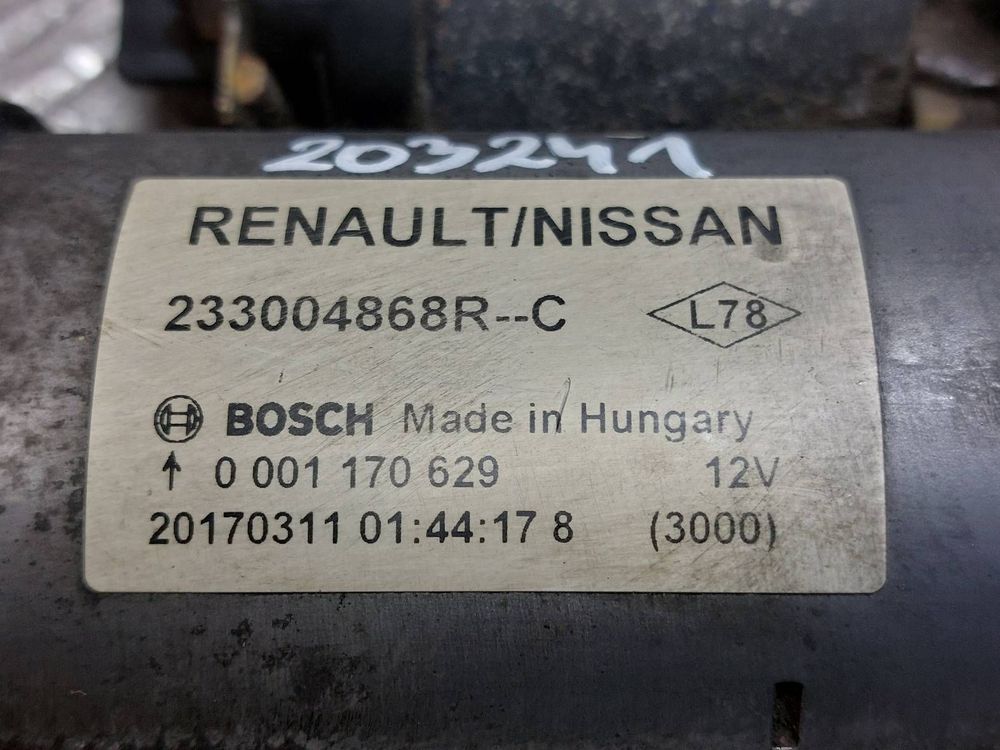 203241
RENAULT/NISSAN
233004868R--C L78
BOSCH Made in Hungary
↑ 0 001 170 629 12V
20170311 01:44:17 8 (3000)